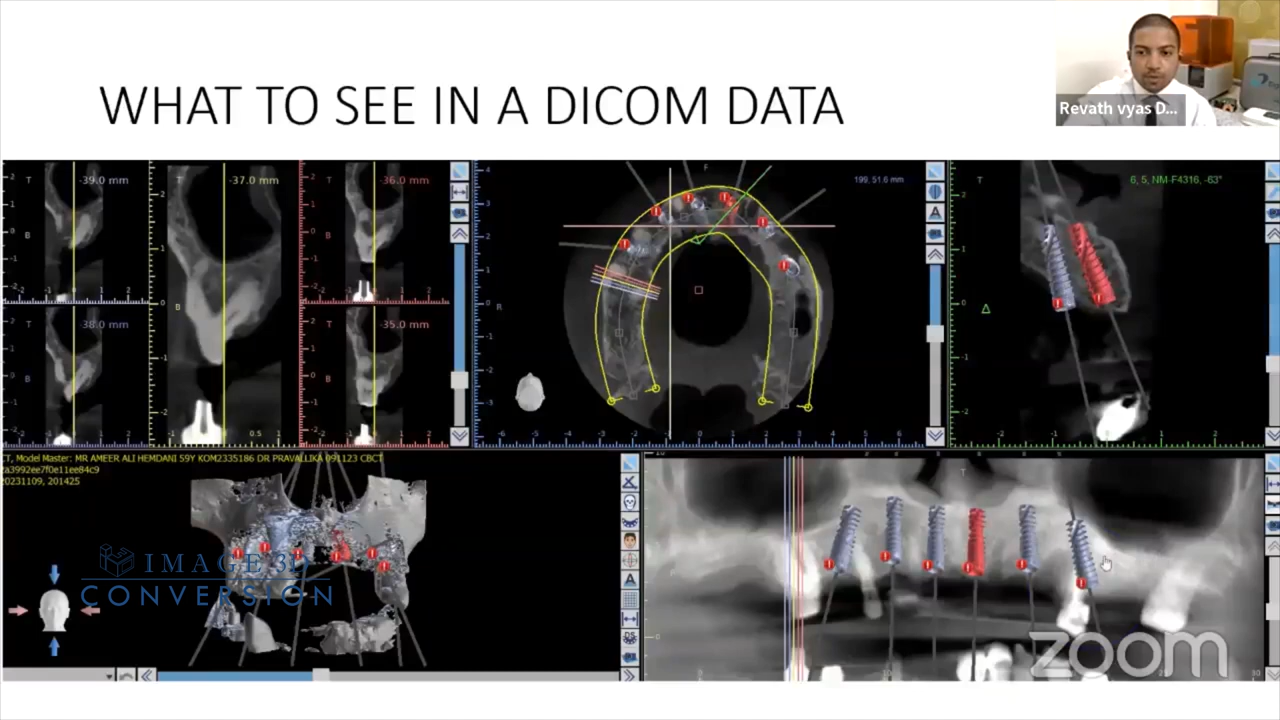 WHAT TO SEE IN A DICOM DATA
Revath vyas D...
-39.0 mm
-37.0 mm
-36.0 mm
-38.0 mm
-35.0 mm
199, 51.6 mm
6, 5, NM-F4316, -63°
CT, Model Master: MR AMEER ALI HEMDANI 59Y KOM2335186 DR PRAVALLIKA 091123 CBCT
a3992ee7f0e11ee84c9
20231109, 201425
IMAGE 3D
CONVERSION
zoom